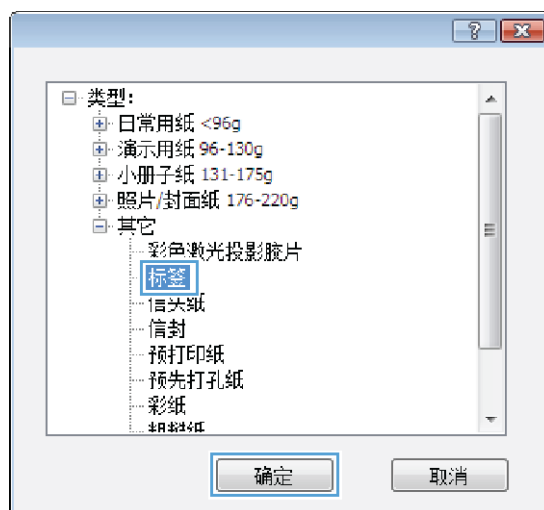 类型:
日常用纸 <96g
演示用纸 96-130g
小册子纸 131-175g
照片/封面纸 176-220g
其它
彩色激光投影胶片
标签
信头纸
信封
预打印纸
预先打孔纸
彩纸
粗糙纸
确定
取消